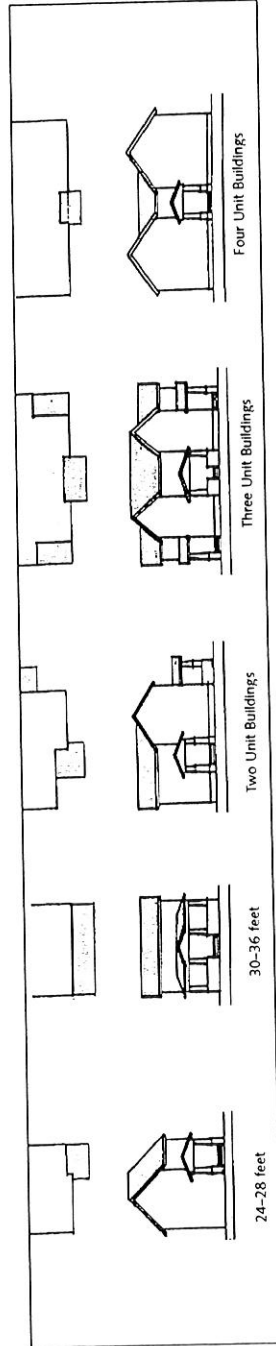 24–28 feet
30–36 feet
Two Unit Buildings
Three Unit Buildings
Four Unit Buildings